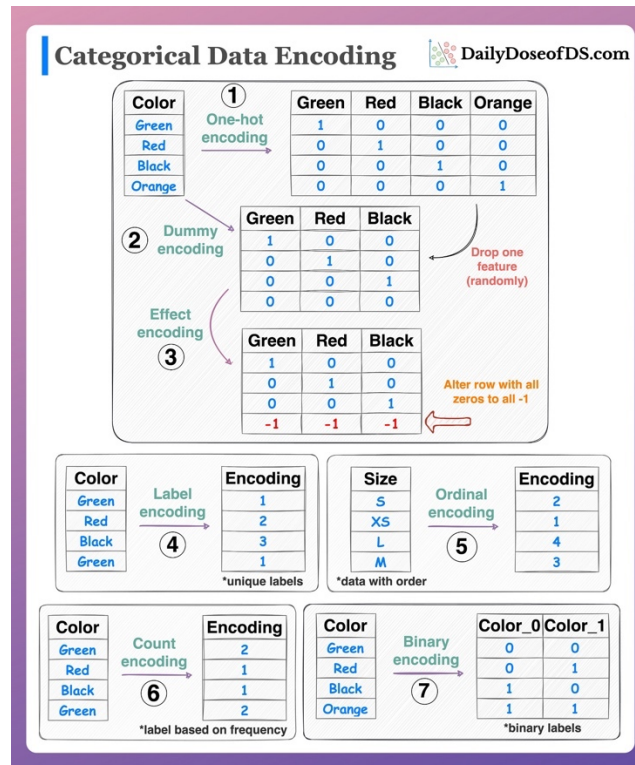 Categorical Data Encoding
DailyDoseofDS.com
1
One-hot
encoding
Color
Green
Red
Black
Orange
Green Red Black Orange
1 0 0 0
0 1 0 0
0 0 1 0
0 0 0 1
2
Dummy
encoding
Green Red Black
1 0 0
0 1 0
0 0 1
0 0 0
Drop one
feature
(randomly)
Effect
encoding
3
Green Red Black
1 0 0
0 1 0
0 0 1
-1 -1 -1
Alter row with all
zeros to all -1
Color
Green
Red
Black
Green
Label
encoding
4
Encoding
1
2
3
1
*unique labels
Size
S
XS
L
M
Ordinal
encoding
5
Encoding
2
1
4
3
*data with order
Color
Green
Red
Black
Green
Count
encoding
6
Encoding
2
1
1
2
*label based on frequency
Color
Green
Red
Black
Orange
Binary
encoding
7
Color_0 Color_1
0 0
0 1
1 0
1 1
*binary labels